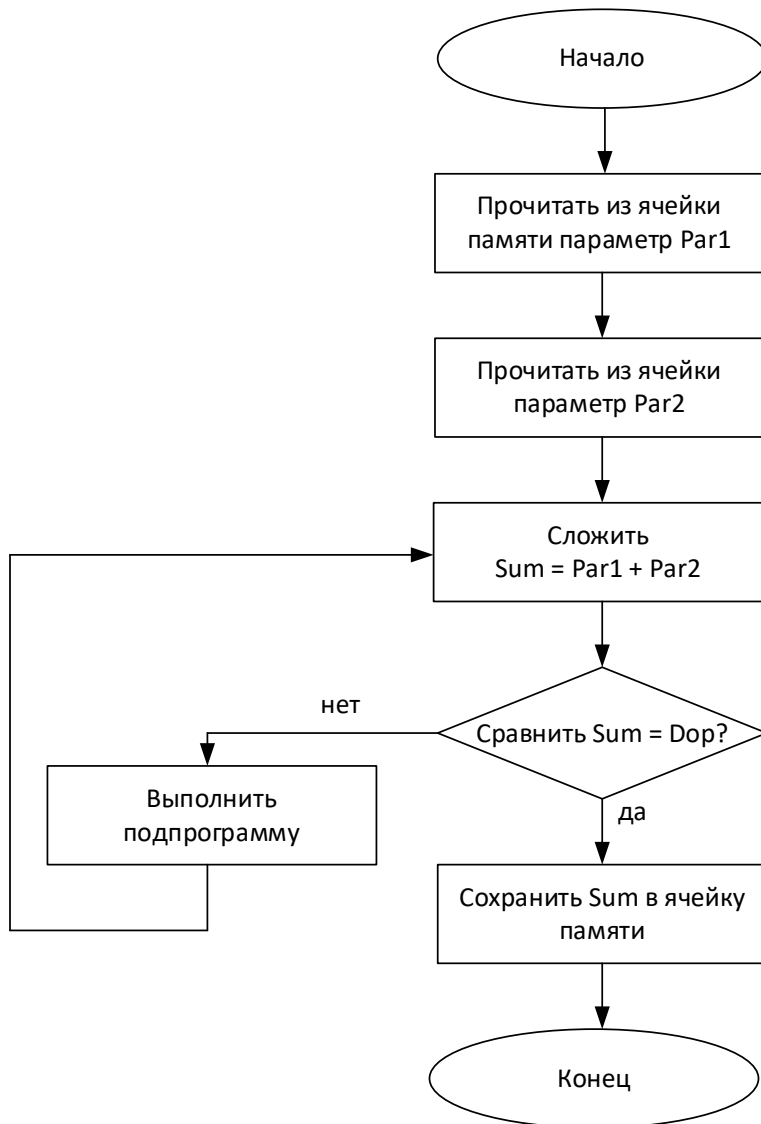 Начало
Прочитать из ячейки
памяти параметр Par1
Прочитать из ячейки
параметр Par2
Сложить
Sum = Par1 + Par2
Сравнить Sum = Dop?
нет
Выполнить
подпрограмму
да
Сохранить Sum в ячейку
памяти
Конец